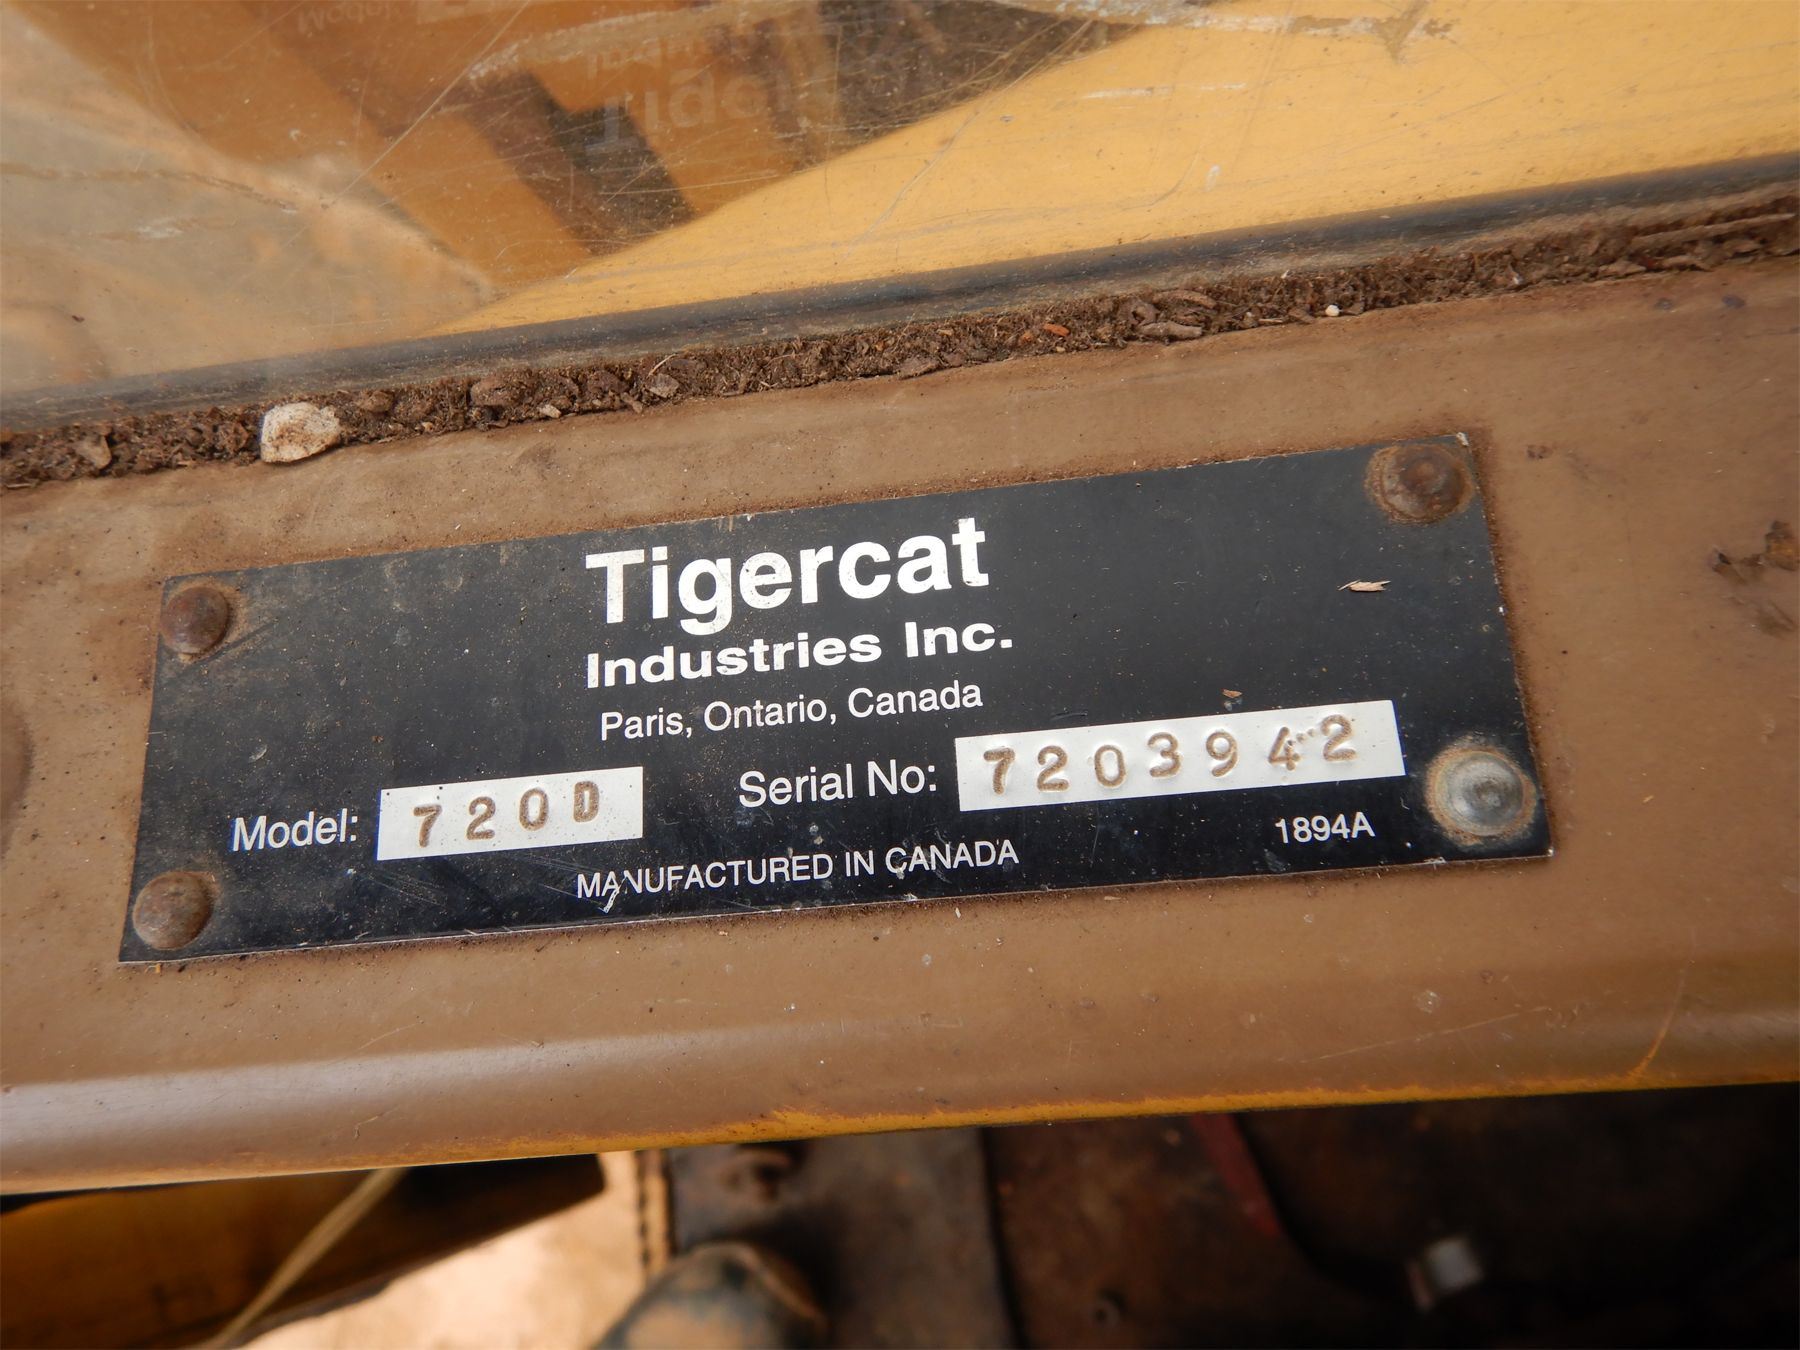 Tigercat
Industries Inc.
Paris, Ontario, Canada
Model: 720D
Serial No: 7203942
MANUFACTURED IN CANADA
1894A